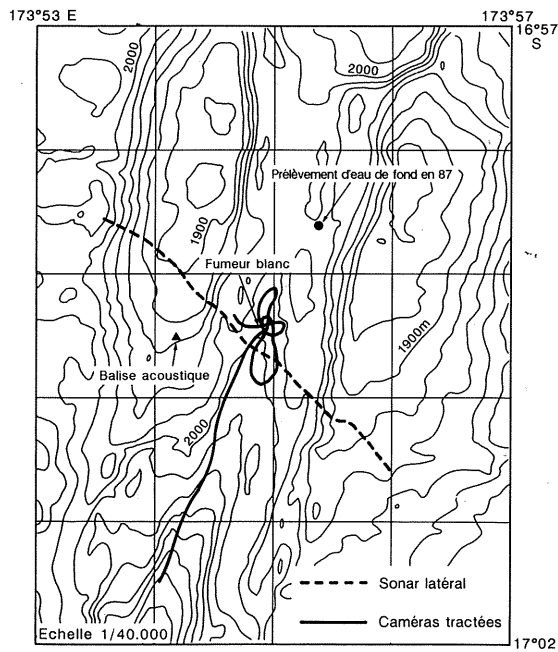 173°53 E
173°57
16°57
S
2000
2000
Prélèvement d'eau de fond en 87
1900
Fumeur blanc
1900m
Balise acoustique
2000
Sonar latéral
Caméras tractées
Echelle 1/40.000
17°02